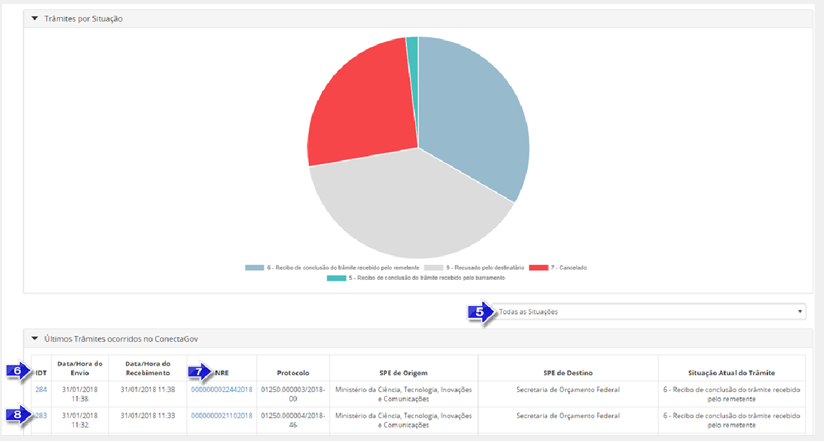 Trâmites por Situação
6 - Recibo de conclusão do trâmite recebido pelo remetente 9 - Recusado pelo destinatário 7 - Cancelado
5 - Recibo de conclusão do trâmite recebido pelo barramento
5 Todas as Situações
Últimos Trâmites ocorridos no ConectaGov
6 IDT Data/Hora do Envio Data/Hora do Recebimento 7 NRE Protocolo SPE de Origem SPE de Destino Situação Atual do Trâmite
284 31/01/2018 31/01/2018 11:38 0000000022442018 01250.000003/2018- Ministério da Ciência, Tecnologia, Inovações Secretaria de Orçamento Federal 6 - Recibo de conclusão do trâmite recebido
11:38 00 e Comunicações pelo remetente
8 283 31/01/2018 31/01/2018 11:33 0000000021102018 01250.000004/2018- Ministério da Ciência, Tecnologia, Inovações Secretaria de Orçamento Federal 6 - Recibo de conclusão do trâmite recebido
11:32 46 e Comunicações pelo remetente